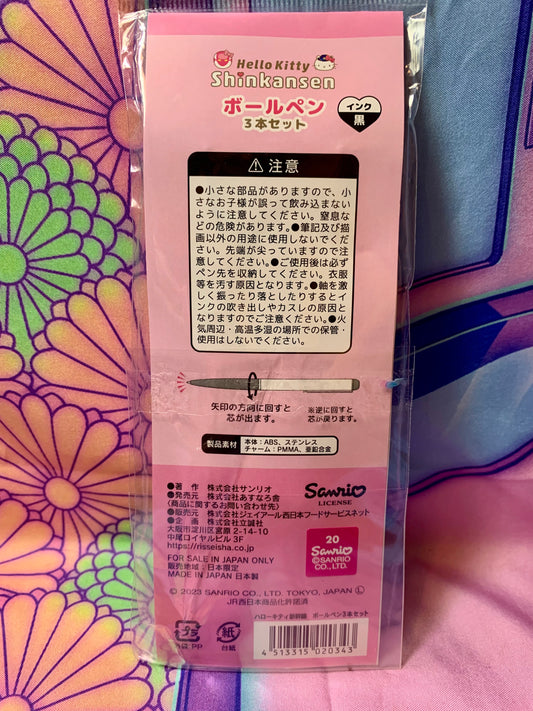 Hello Kitty
Shinkansen
ボールペン
3本セット
インク
黒
⚠ 注意
●小さな部品がありますので、小
さなお子様が誤って飲み込まない
ように注意してください。窒息な
どの危険があります。●筆記及び描
画以外の用途に使用しないでくだ
さい。先端が尖っていますので注
意してください。●ご使用後は必ず
ペン先を収納してください。衣服
等を汚す原因となります。●軸を激
しく振ったり落としたりするとイ
ンクの吹き出しやカスレの原因と
なりますのでご注意ください。●火
気周辺・高温多湿の場所での保管・
使用はしないでください。
矢印の方向に回すと
芯が出ます。
※逆に回すと
芯が戻ります。
製品素材
本体:ABS、ステンレス
チャーム:PMMA、亜鉛合金
●著 作 株式会社サンリオ
●発売元 株式会社あすなろ舎
〈商品に関するお問い合わせ先〉
●販売元 株式会社ジェイアール西日本フードサービスネット
●企 画 株式会社立誠社
大阪市淀川区宮原 2-14-10
中尾ロイヤルビル 3F
https://risseisha.co.jp
FOR SALE IN JAPAN ONLY
販売地域:日本限定
MADE IN JAPAN 日本製
Sanrio
LICENSE
20
Sanrio
©SANRIO
CO., LTD.
© 2023 SANRIO CO., LTD. TOKYO, JAPAN Ⓛ
JR西日本商品化許諾済
プラ
PP
紙
台紙
ハローキティ新幹線 ボールペン3本セット
4 513315 020343